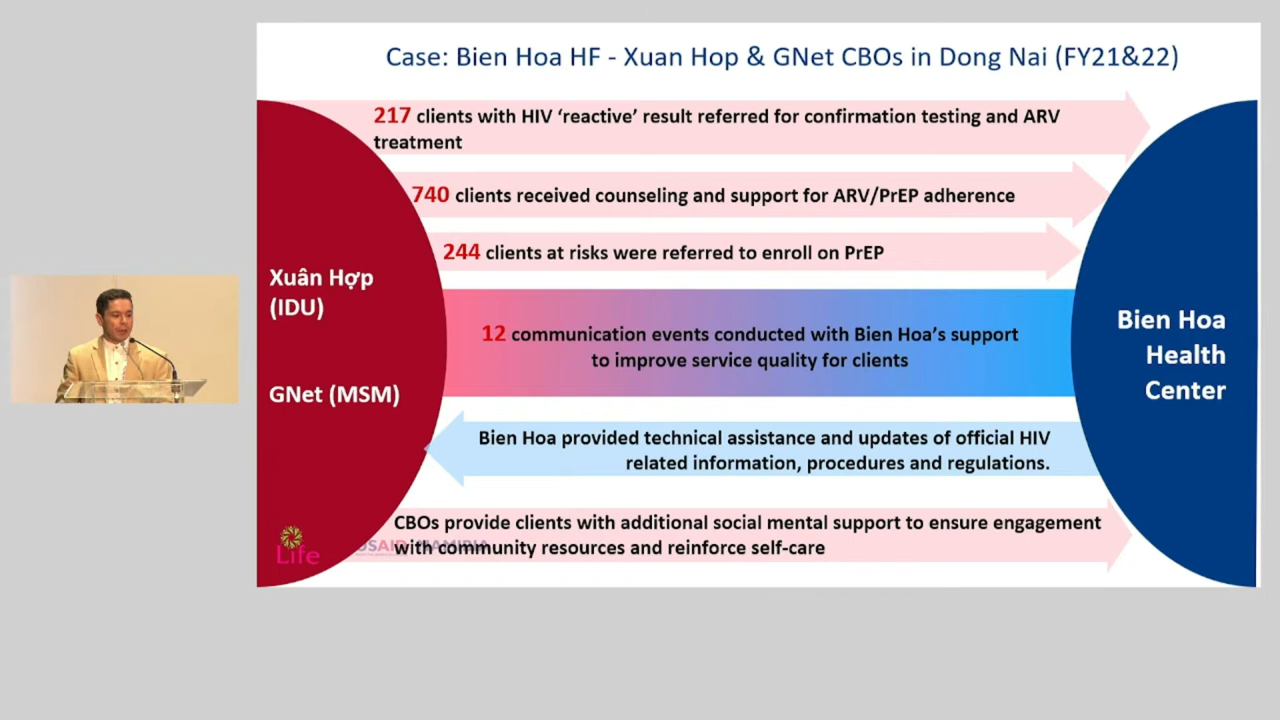 Case: Bien Hoa HF - Xuan Hop & GNet CBOs in Dong Nai (FY21&22)
217 clients with HIV ‘reactive’ result referred for confirmation testing and ARV
treatment
740 clients received counseling and support for ARV/PrEP adherence
244 clients at risks were referred to enroll on PrEP
Xuân Hợp
(IDU)
GNet (MSM)
12 communication events conducted with Bien Hoa’s support
to improve service quality for clients
Bien Hoa
Health
Center
Bien Hoa provided technical assistance and updates of official HIV
related information, procedures and regulations.
CBOs provide clients with additional social mental support to ensure engagement
with community resources and reinforce self-care
Life